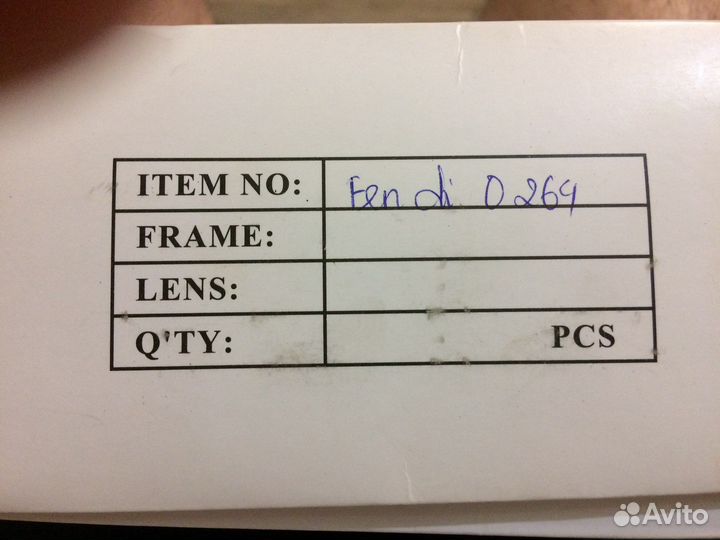 ITEM NO: Fendi 0264
FRAME:
LENS:
Q'TY: PCS
Avito